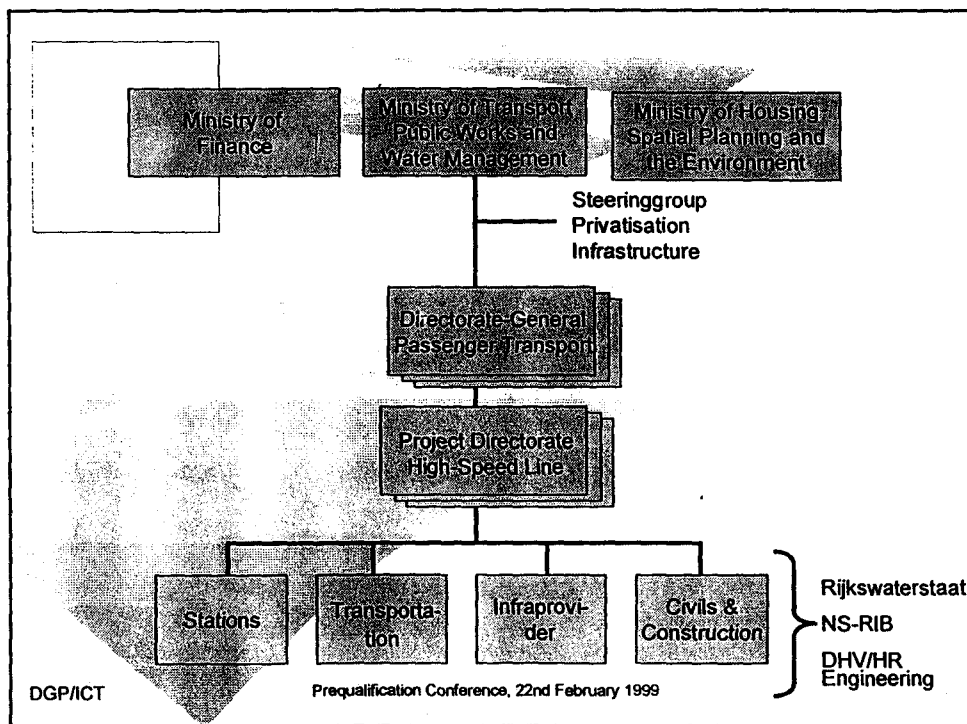 Ministry of
Finance
Ministry of Transport
Public Works and
Water Management
Ministry of Housing
Spatial Planning and
the Environment
Steeringgroup
Privatisation
Infrastructure
Directorate-General
Passenger Transport
Project Directorate
High-Speed Line
Stations
Transporta-
tion
Infraprovi-
der
Civils &
Construction
Rijkswaterstaat
NS-RIB
DHV/HR
Engineering
DGP/ICT
Prequalification Conference, 22nd February 1999